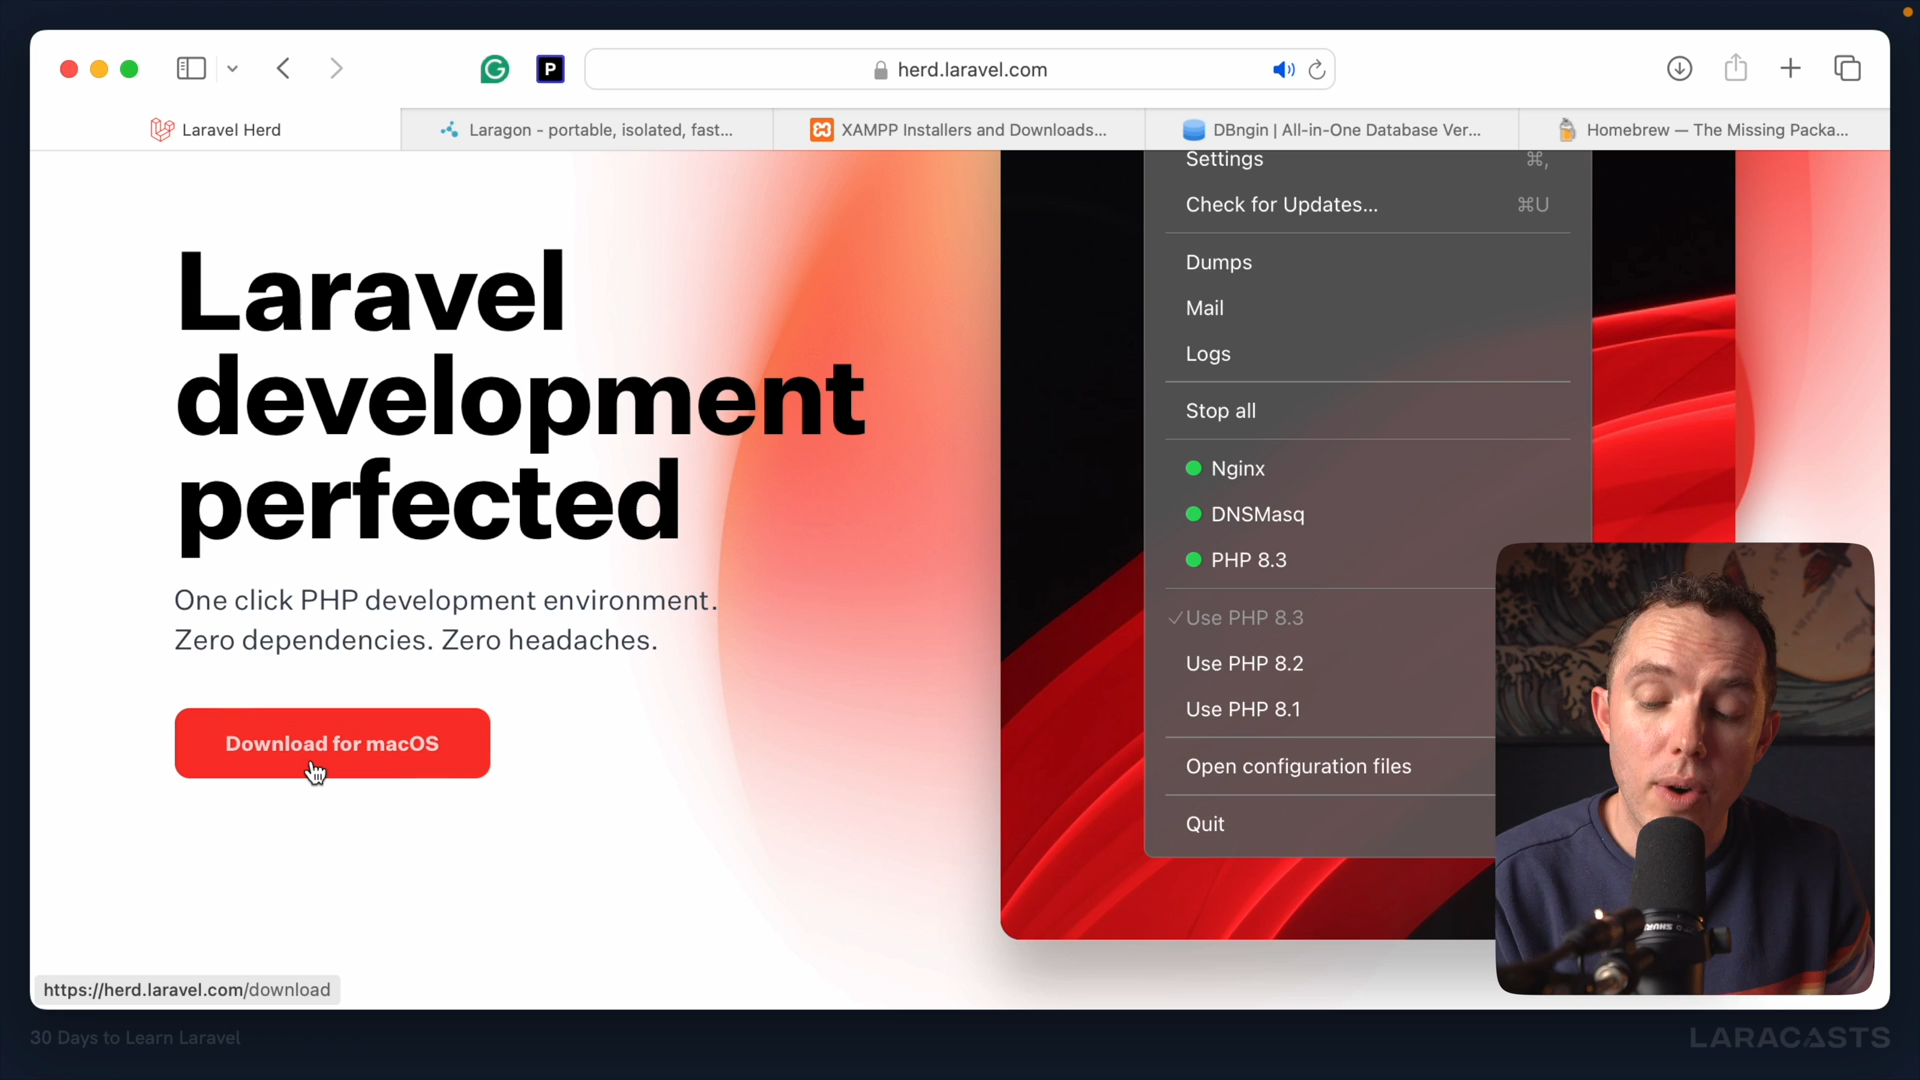 P
herd.laravel.com
Laravel Herd
Laragon - portable, isolated, fast...
XAMPP Installers and Downloads...
DBngin | All-in-One Database Ver...
Homebrew — The Missing Packa...
Laravel
development
perfected
One click PHP development environment.
Zero dependencies. Zero headaches.
Download for macOS
Settings ⌘,
Check for Updates... ⌘U
Dumps
Mail
Logs
Stop all
Nginx
DNSMasq
PHP 8.3
✓Use PHP 8.3
Use PHP 8.2
Use PHP 8.1
Open configuration files
Quit
SHURE
https://herd.laravel.com/download
30 Days to Learn Laravel
LARACASTS